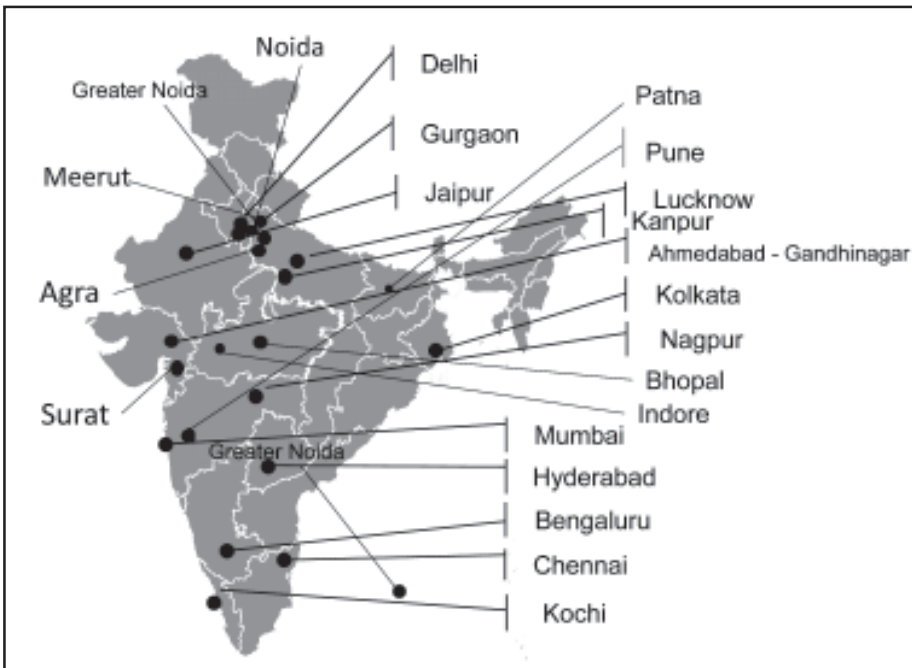 Noida
Delhi
Greater Noida
Patna
Gurgaon
Pune
Meerut
Jaipur
Lucknow
Kanpur
Ahmedabad - Gandhinagar
Agra
Kolkata
Nagpur
Bhopal
Surat
Indore
Mumbai
Greater Noida
Hyderabad
Bengaluru
Chennai
Kochi